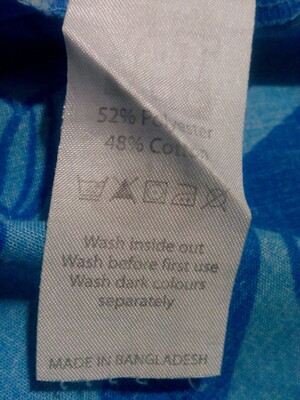 52% Polyester
48% Cotton
Wash inside out
Wash before first use
Wash dark colours
separately
MADE IN BANGLADESH